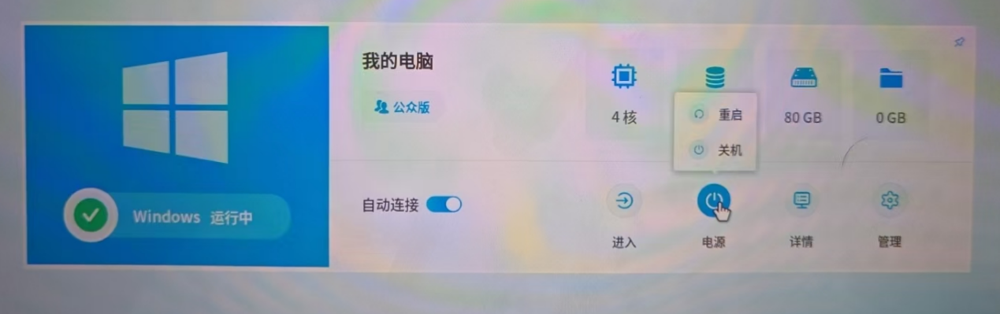 我的电脑
公众版
4核
80 GB
0 GB
重启
关机
Windows 运行中
自动连接
进入
电源
详情
管理